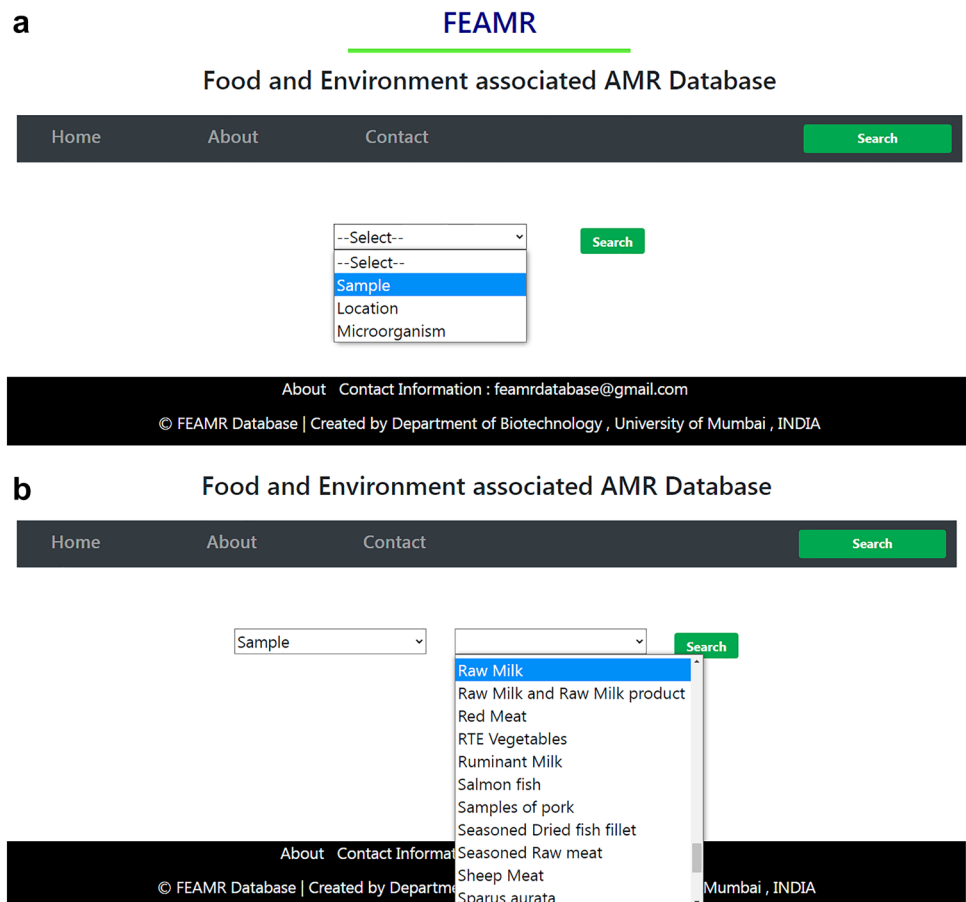 a
FEAMR
Food and Environment associated AMR Database
Home About Contact Search
--Select-- Search
--Select--
Sample
Location
Microorganism
About Contact Information : feamrdatabase@gmail.com
© FEAMR Database | Created by Department of Biotechnology , University of Mumbai , INDIA
b
Food and Environment associated AMR Database
Home About Contact Search
Sample Search
Raw Milk
Raw Milk and Raw Milk product
Red Meat
RTE Vegetables
Ruminant Milk
Salmon fish
Samples of pork
Seasoned Dried fish fillet
Seasoned Raw meat
Sheep Meat
Sparus aurata
About Contact Informat
© FEAMR Database | Created by Departme Mumbai , INDIA